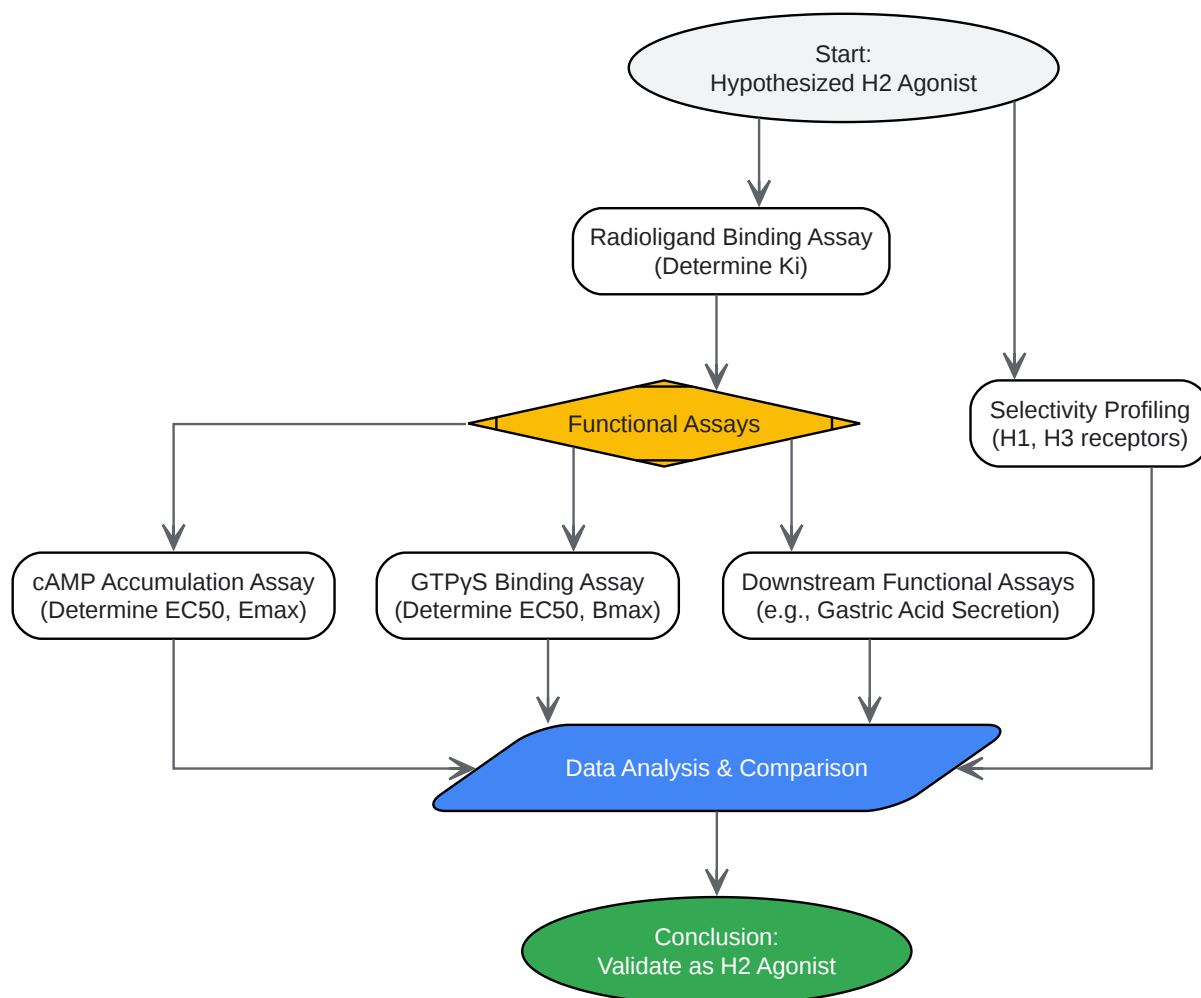 Start:
Hypothesized H2 Agonist
Radioligand Binding Assay
(Determine Ki)
Functional Assays
Selectivity Profiling
(H1, H3 receptors)
cAMP Accumulation Assay
(Determine EC50, Emax)
GTPγS Binding Assay
(Determine EC50, Bmax)
Downstream Functional Assays
(e.g., Gastric Acid Secretion)
Data Analysis & Comparison
Conclusion:
Validate as H2 Agonist